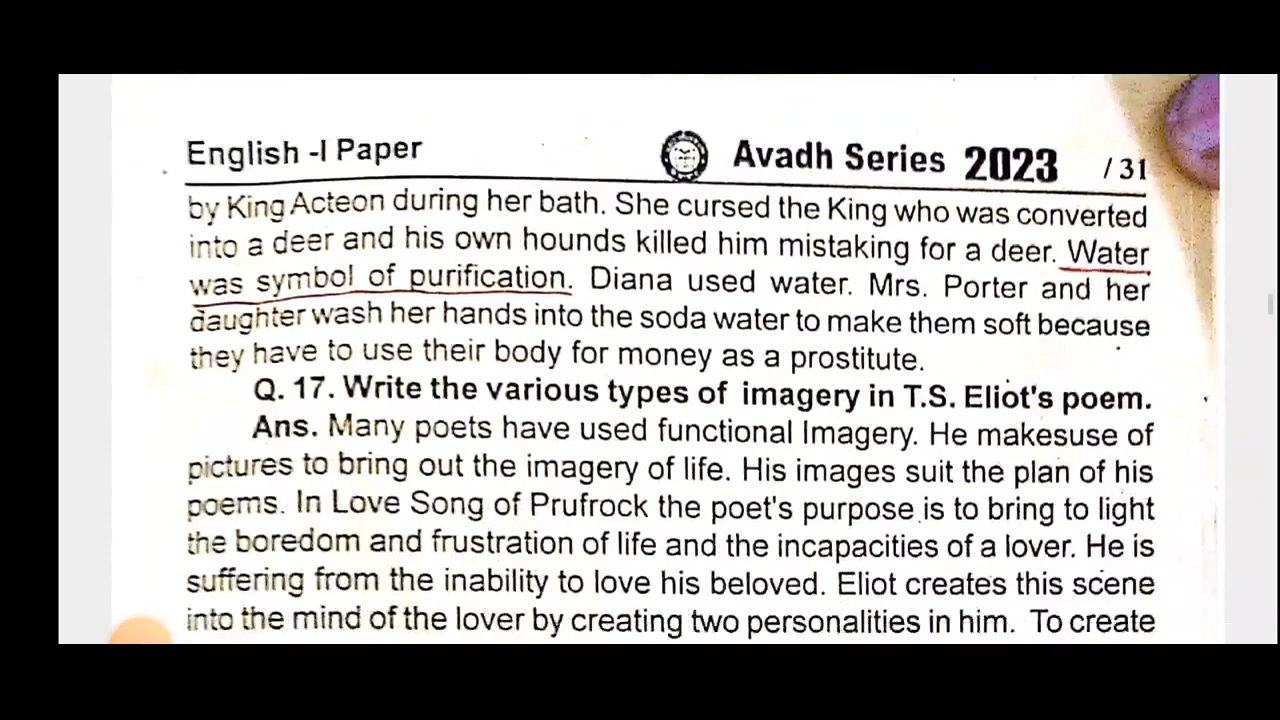 English -I Paper Avadh Series 2023 / 31
by King Acteon during her bath. She cursed the King who was converted
into a deer and his own hounds killed him mistaking for a deer. Water
was symbol of purification. Diana used water. Mrs. Porter and her
daughter wash her hands into the soda water to make them soft because
they have to use their body for money as a prostitute.
Q. 17. Write the various types of imagery in T.S. Eliot's poem.
Ans. Many poets have used functional Imagery. He makesuse of
pictures to bring out the imagery of life. His images suit the plan of his
poems. In Love Song of Prufrock the poet's purpose is to bring to light
the boredom and frustration of life and the incapacities of a lover. He is
suffering from the inability to love his beloved. Eliot creates this scene
into the mind of the lover by creating two personalities in him. To create